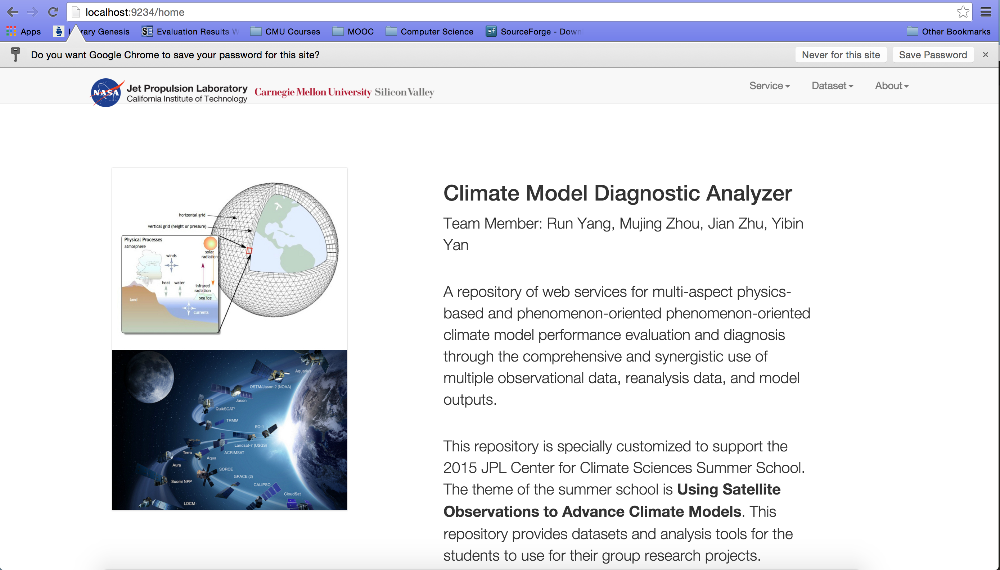 localhost:9234/home
Apps
rary Genesis
Evaluation Results
CMU Courses
MOOC
Computer Science
SourceForge - Down
Other Bookmarks
Do you want Google Chrome to save your password for this site?
Never for this site
Save Password
NASA
Jet Propulsion Laboratory
California Institute of Technology
Carnegie Mellon University Silicon Valley
Service
Dataset
About
horizontal grid
vertical grid (height or pressure)
Physical Processes
atmosphere
winds
solar
radiation
heat water
infrared
radiation
sea ice
land
currents
Aquarius
OSTM/Jason 2 (NOAA)
Jason
QuikSCAT*
TRMM
EO-1
Landsat-7 (USGS)
Terra
ACRIMSAT
Aqua
Aura
SORCE
GRACE (2)
Suomi NPP
CALIPSO
CloudSat
LDCM
Climate Model Diagnostic Analyzer
Team Member: Run Yang, Mujing Zhou, Jian Zhu, Yibin
Yan
A repository of web services for multi-aspect physics-
based and phenomenon-oriented phenomenon-oriented
climate model performance evaluation and diagnosis
through the comprehensive and synergistic use of
multiple observational data, reanalysis data, and model
outputs.
This repository is specially customized to support the
2015 JPL Center for Climate Sciences Summer School.
The theme of the summer school is Using Satellite
Observations to Advance Climate Models. This
repository provides datasets and analysis tools for the
students to use for their group research projects.